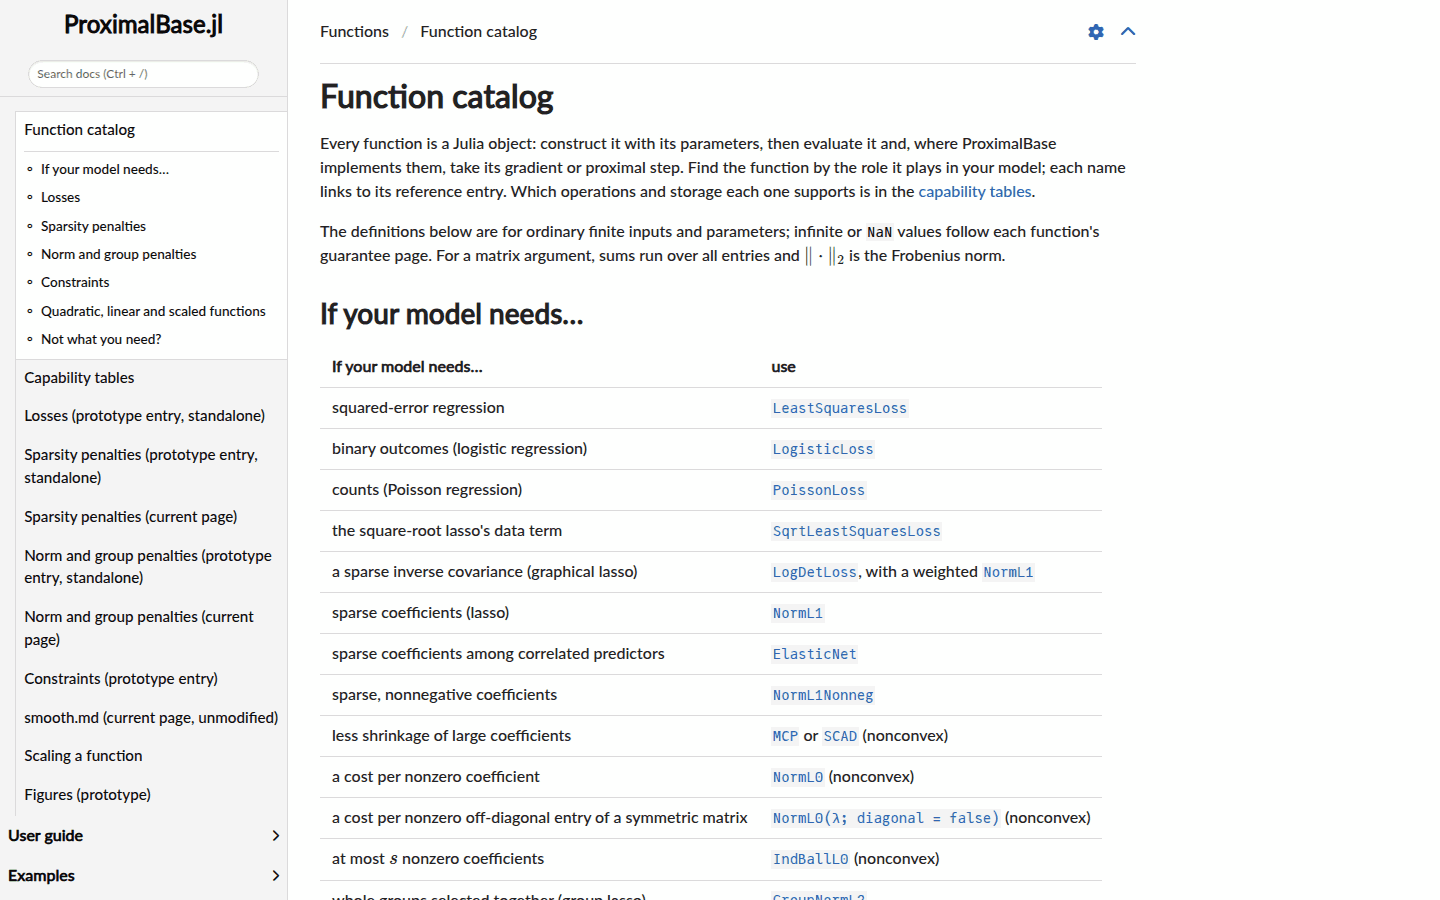 ProximalBase.jl
Search docs (Ctrl + /)
Function catalog
If your model needs...
Losses
Sparsity penalties
Norm and group penalties
Constraints
Quadratic, linear and scaled functions
Not what you need?
Capability tables
Losses (prototype entry, standalone)
Sparsity penalties (prototype entry,
standalone)
Sparsity penalties (current page)
Norm and group penalties (prototype
entry, standalone)
Norm and group penalties (current
page)
Constraints (prototype entry)
smooth.md (current page, unmodified)
Scaling a function
Figures (prototype)
User guide
Examples
Functions / Function catalog
Function catalog
Every function is a Julia object: construct it with its parameters, then evaluate it and, where ProximalBase
implements them, take its gradient or proximal step. Find the function by the role it plays in your model; each name
links to its reference entry. Which operations and storage each one supports is in the capability tables.
The definitions below are for ordinary finite inputs and parameters; infinite or NaN values follow each function's
guarantee page. For a matrix argument, sums run over all entries and ‖ · ‖₂ is the Frobenius norm.
If your model needs...
If your model needs... use
squared-error regression LeastSquaresLoss
binary outcomes (logistic regression) LogisticLoss
counts (Poisson regression) PoissonLoss
the square-root lasso's data term SqrtLeastSquaresLoss
a sparse inverse covariance (graphical lasso) LogDetLoss, with a weighted NormL1
sparse coefficients (lasso) NormL1
sparse coefficients among correlated predictors ElasticNet
sparse, nonnegative coefficients NormL1Nonneg
less shrinkage of large coefficients MCP or SCAD (nonconvex)
a cost per nonzero coefficient NormL0 (nonconvex)
a cost per nonzero off-diagonal entry of a symmetric matrix NormL0(λ; diagonal = false) (nonconvex)
at most s nonzero coefficients IndBallL0 (nonconvex)
whole groups selected together (group lasso) GroupNormL2